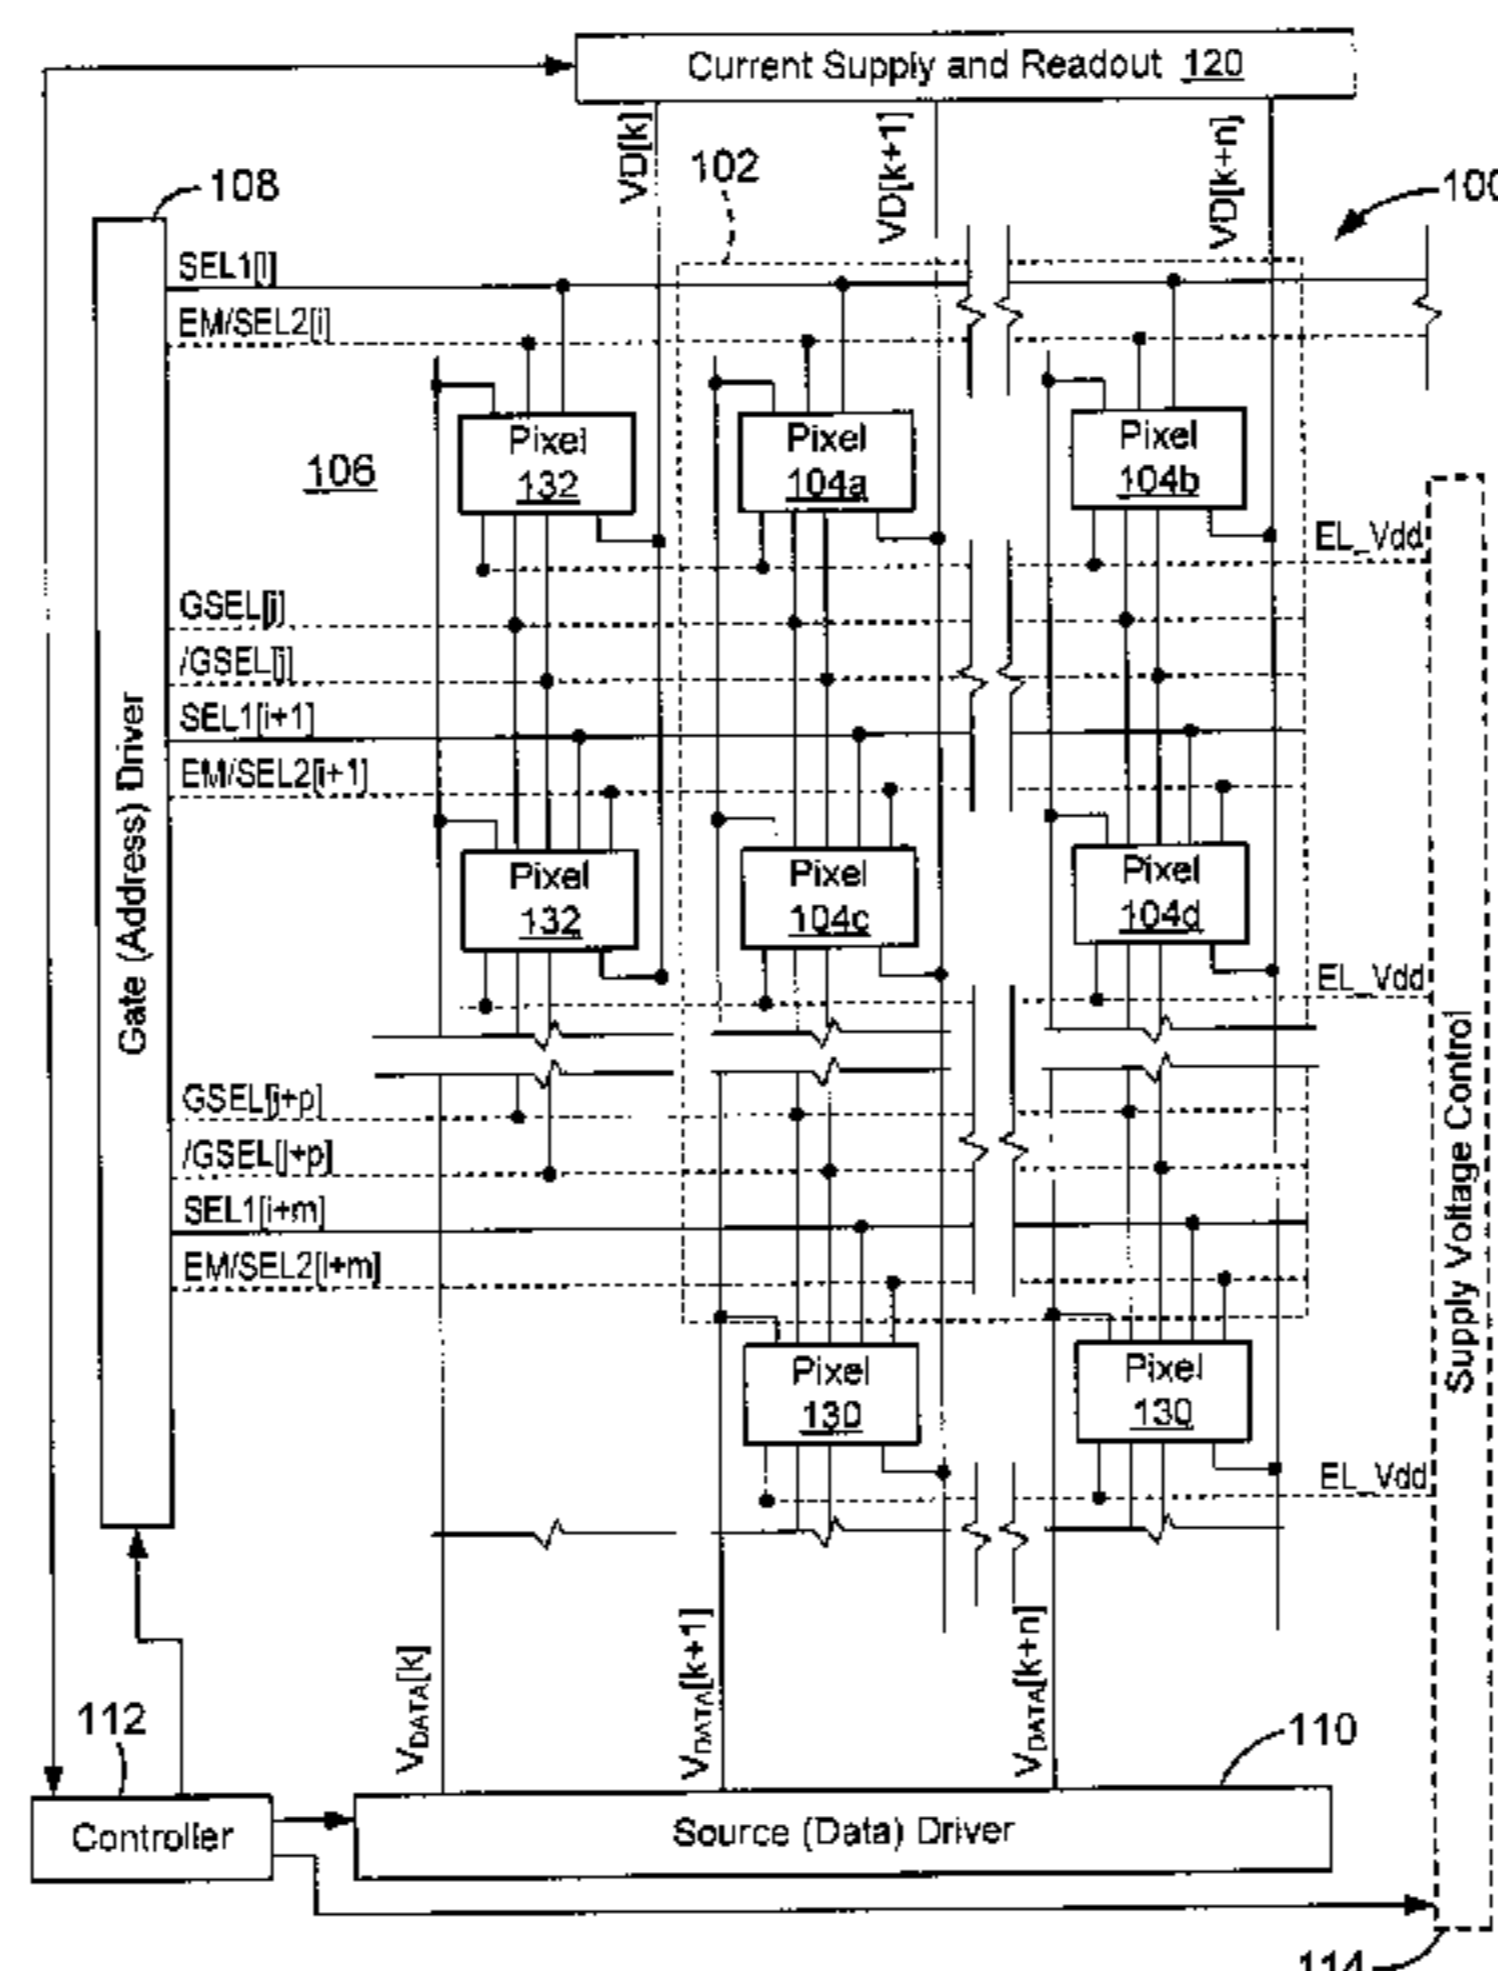 Current Supply and Readout 120
VD[k]
VD[k+1]
VD[k+n]
102
108
SEL1[i]
EM/SEL2[i]
Pixel
132
Pixel
104a
Pixel
104b
106
EL_Vdd
GSEL[j]
/GSEL[j]
SEL1[i+1]
EM/SEL2[i+1]
Pixel
132
Pixel
104c
Pixel
104d
EL_Vdd
Gate (Address) Driver
GSEL[j+p]
/GSEL[j+p]
SEL1[i+m]
EM/SEL2[i+m]
Pixel
130
Pixel
130
EL_Vdd
Supply Voltage Control
VDATA[k]
VDATA[k+1]
VDATA[k+n]
112
110
Controller
Source (Data) Driver
114